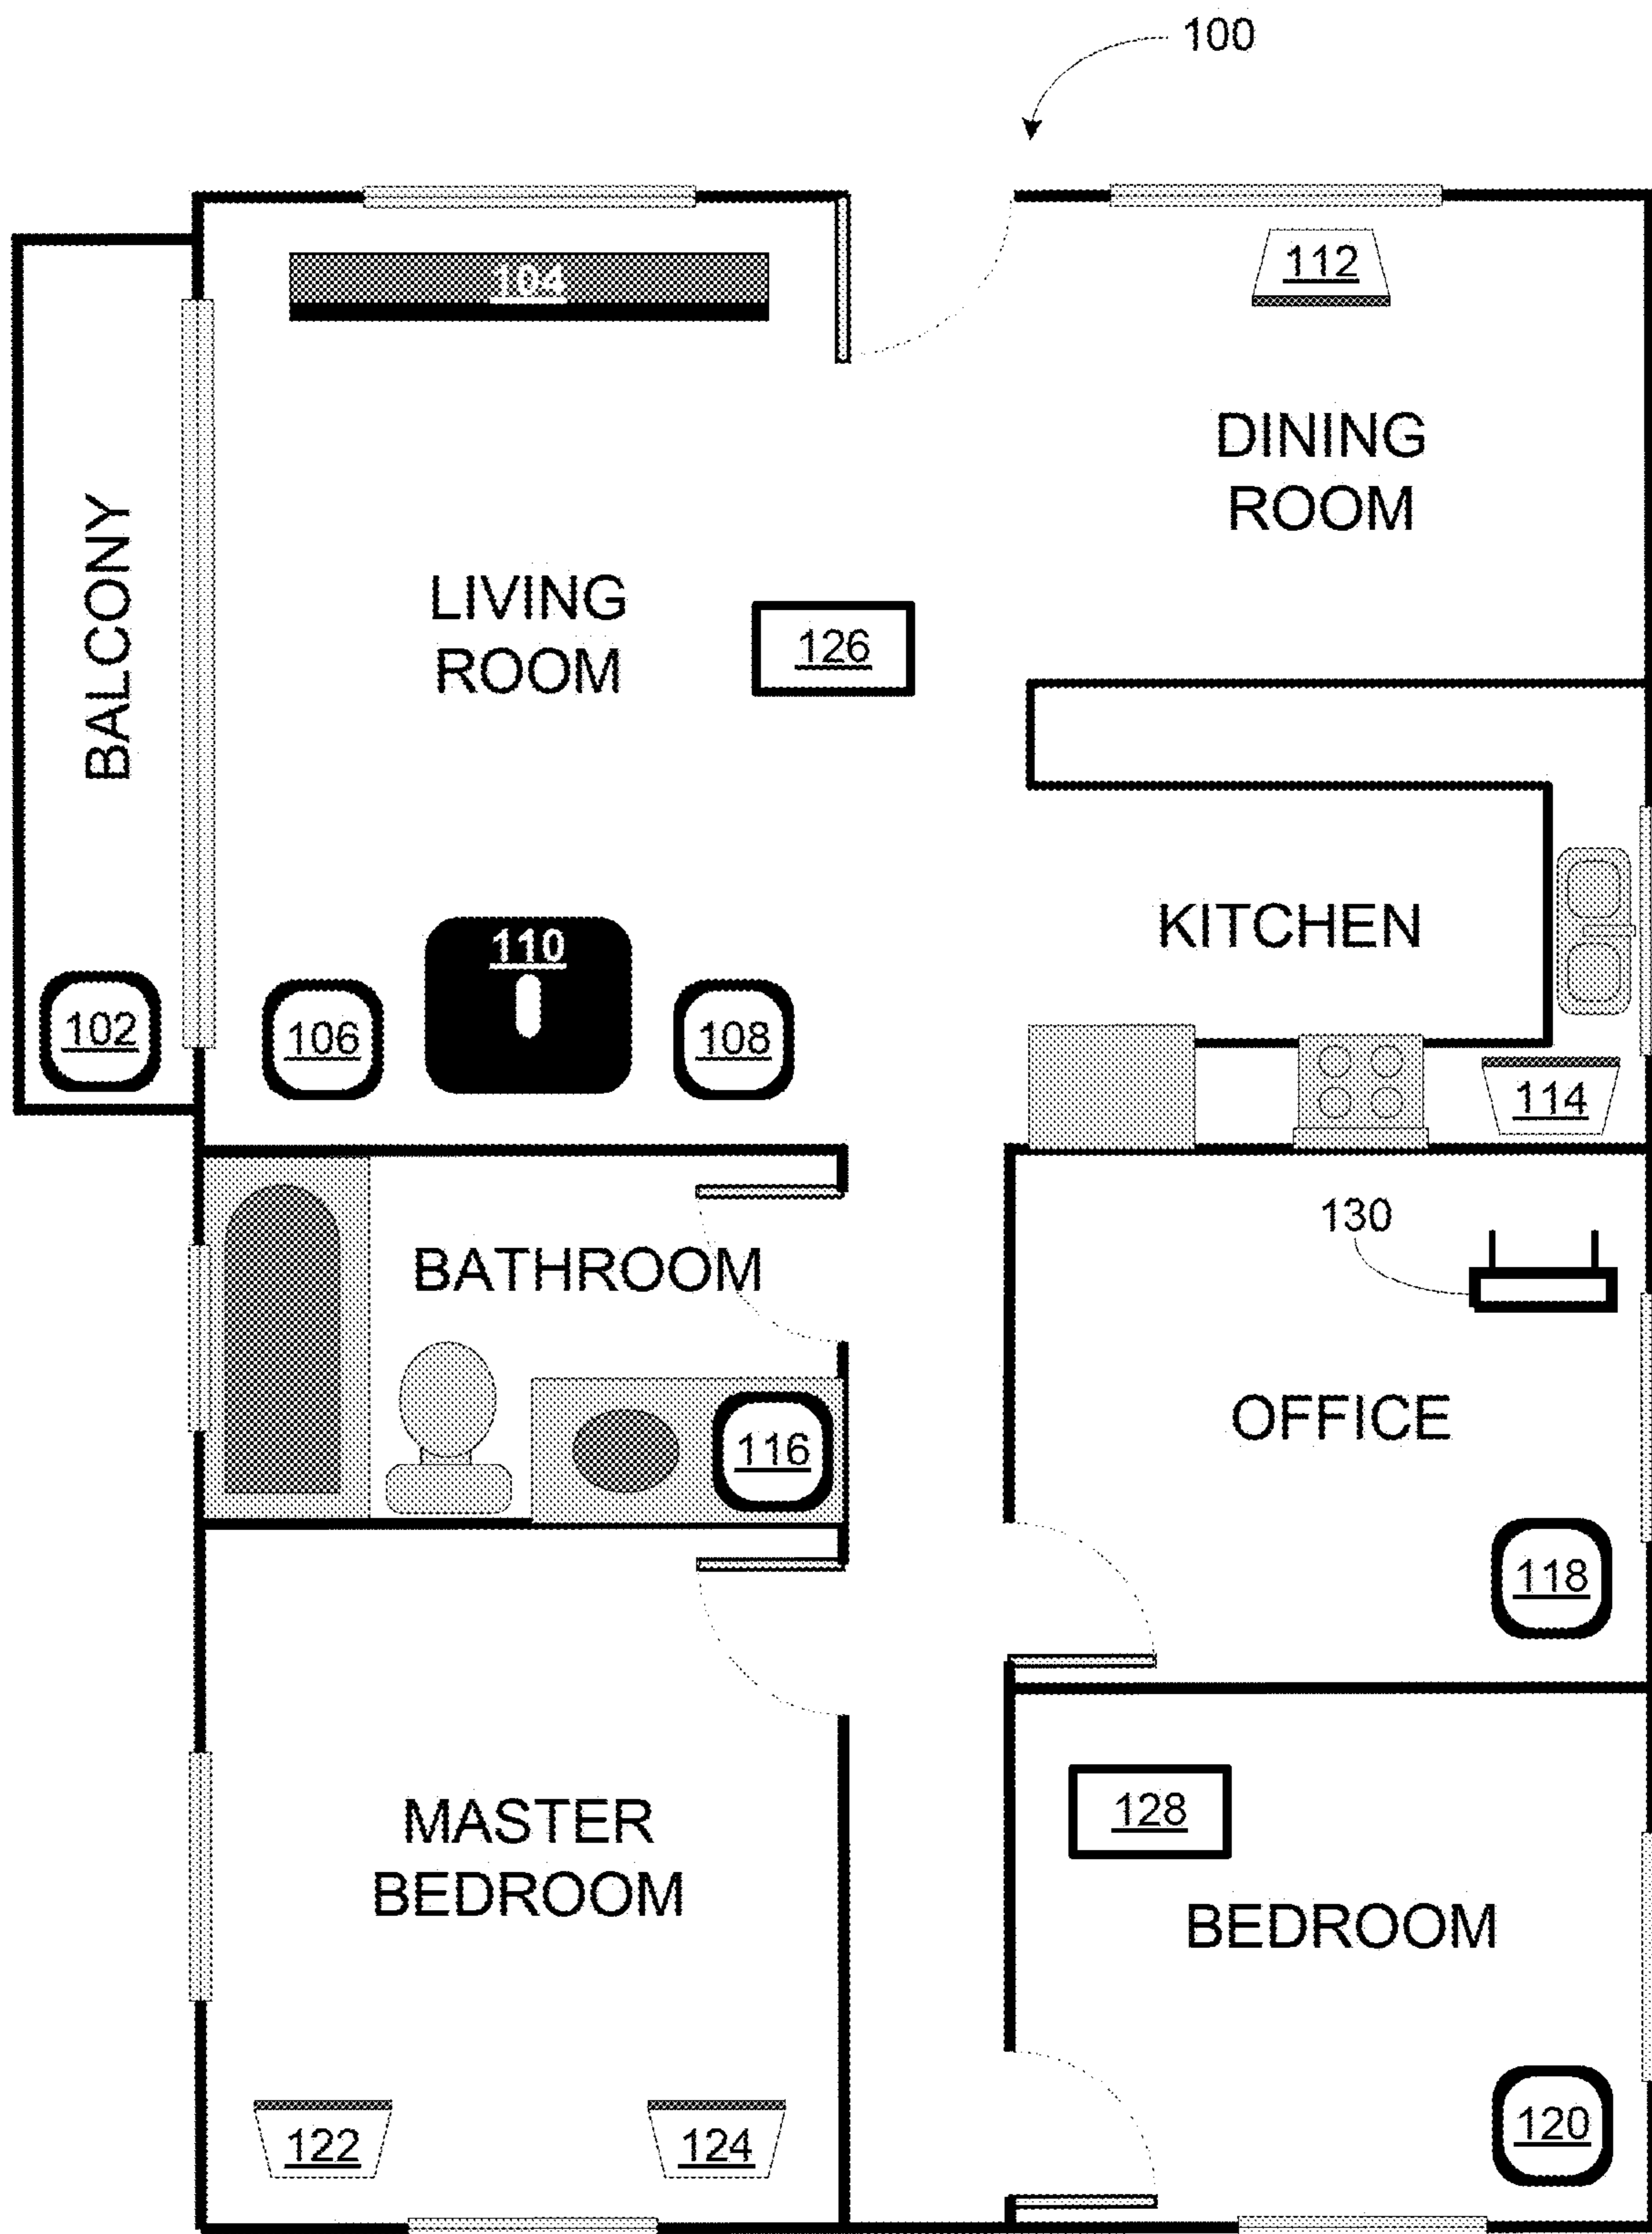 100
104
112
DINING
ROOM
BALCONY
LIVING
ROOM
126
KITCHEN
110
102
106
108
114
130
BATHROOM
OFFICE
116
118
128
MASTER
BEDROOM
BEDROOM
122
124
120